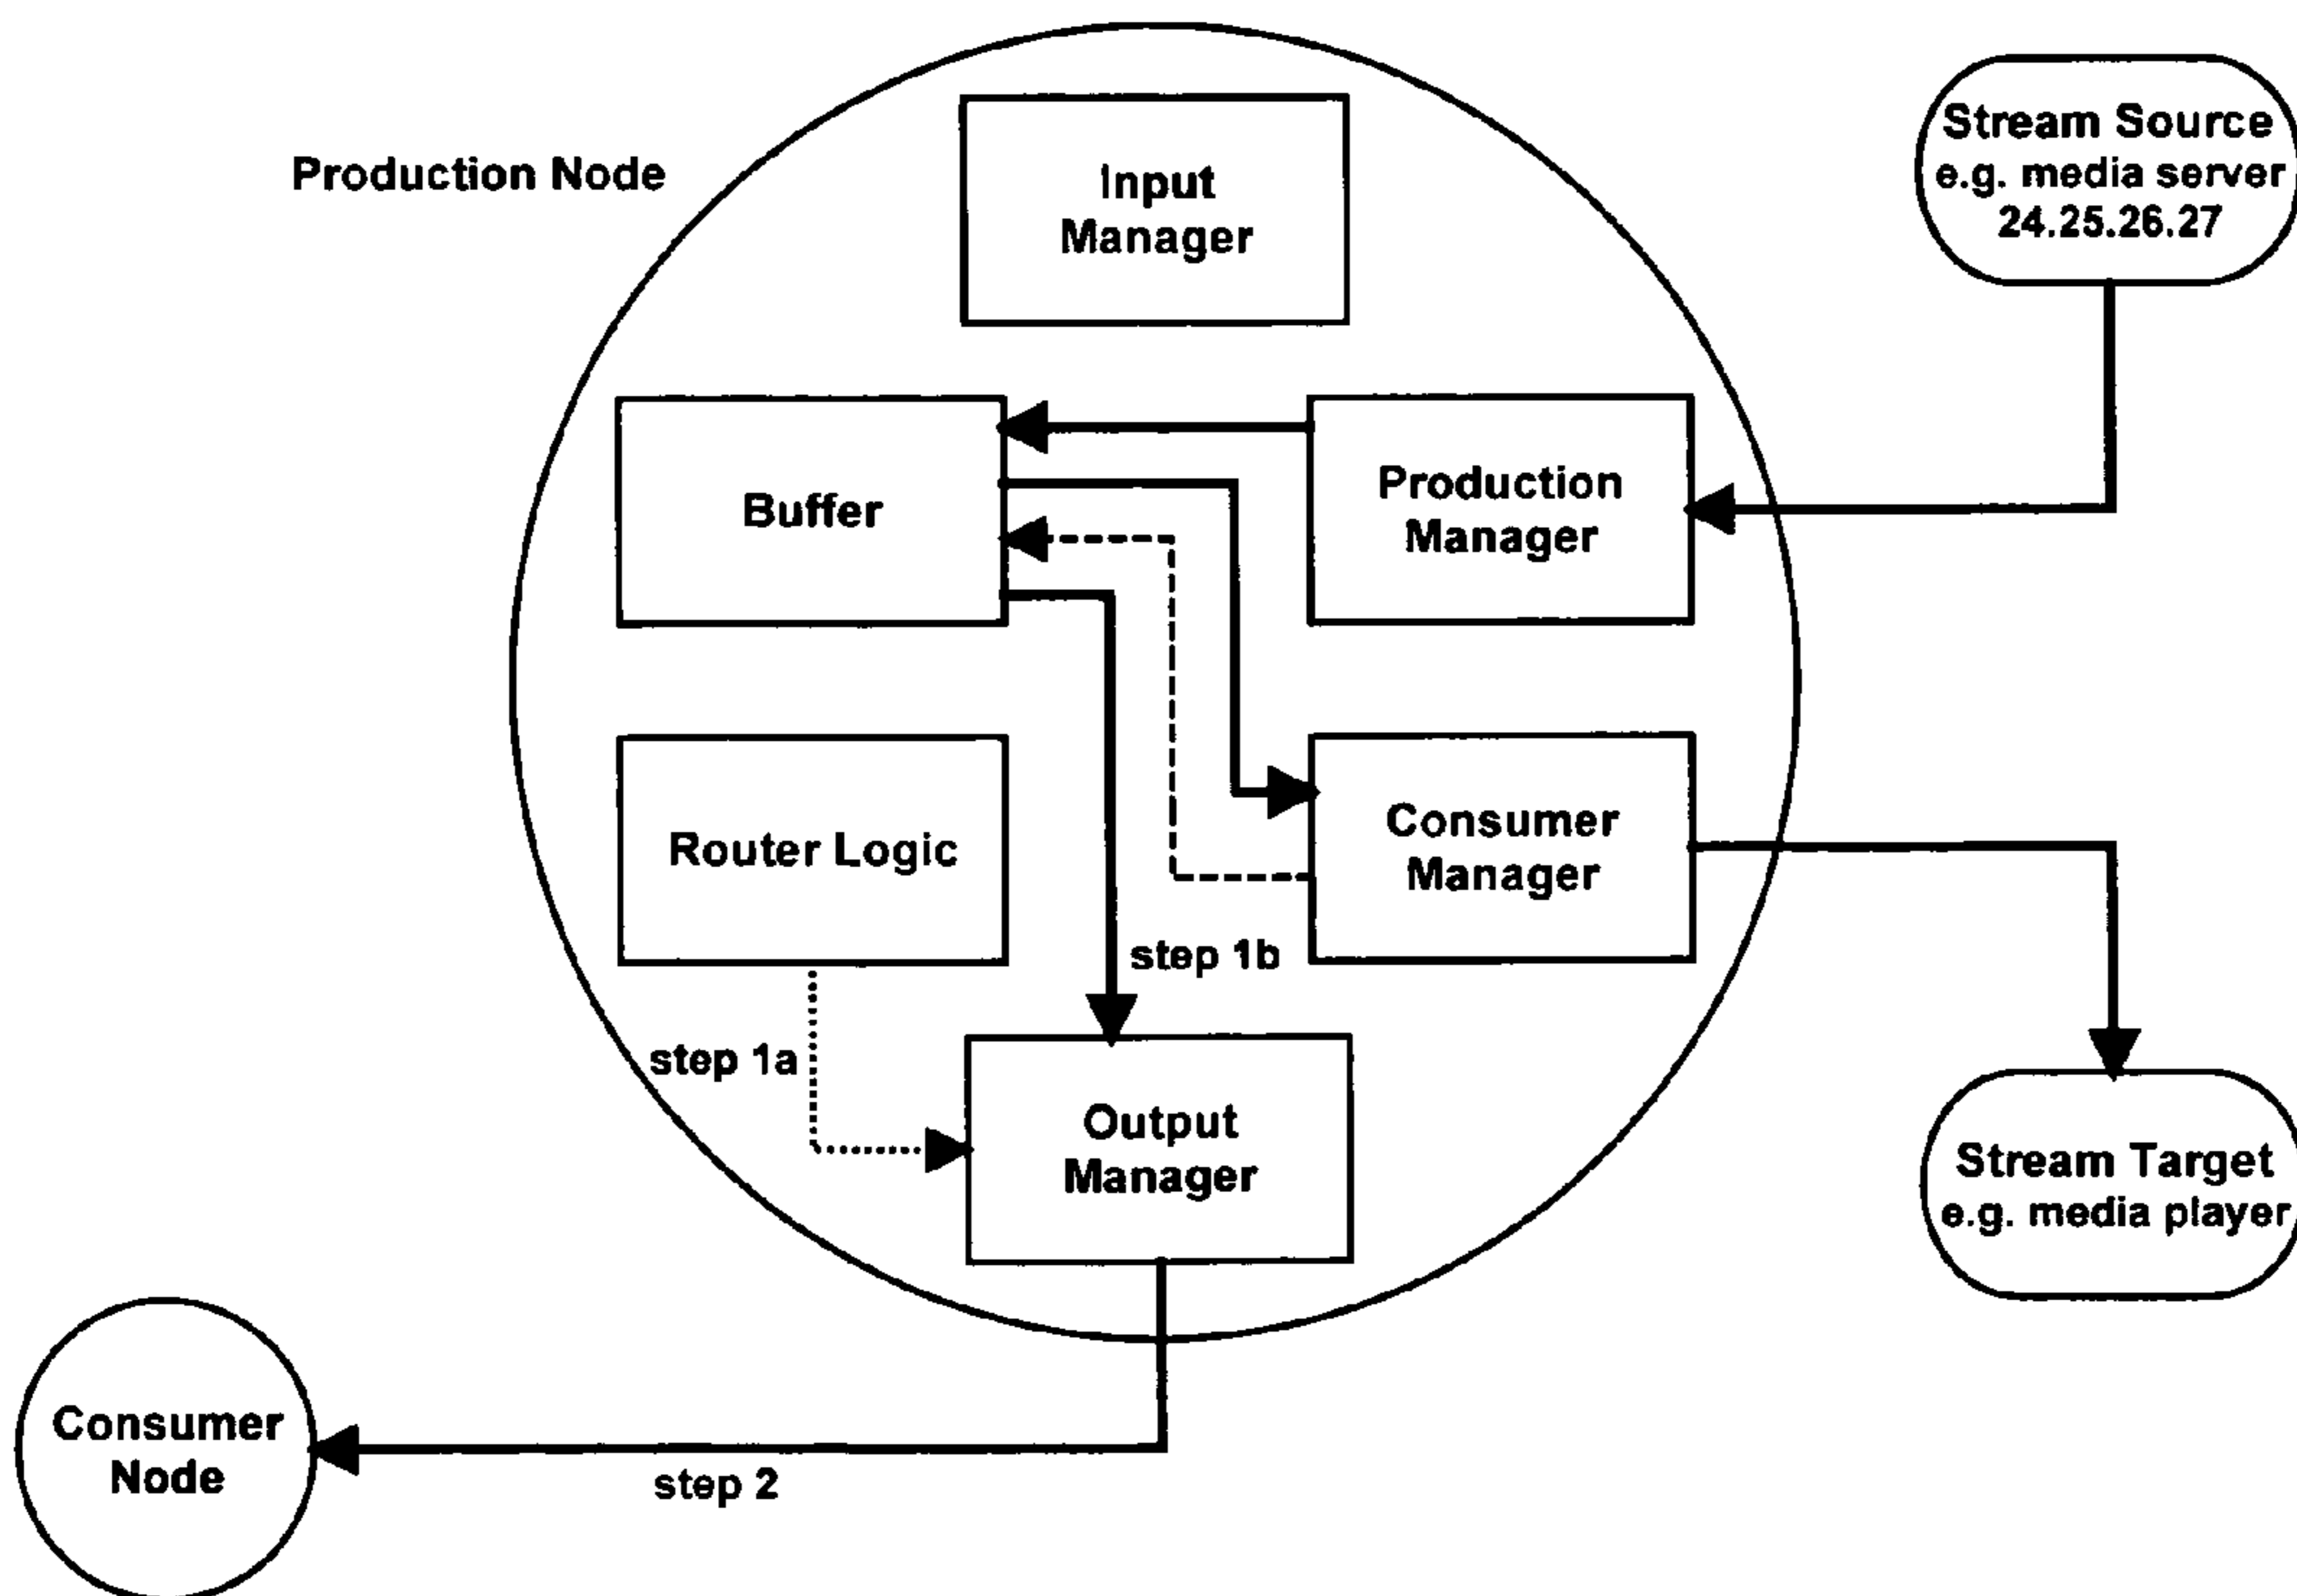 Production Node
Input
Manager
Stream Source
e.g. media server
24.25.26.27
Buffer
Production
Manager
Router Logic
Consumer
Manager
step 1b
step 1a
Output
Manager
Stream Target
e.g. media player
Consumer
Node
step 2